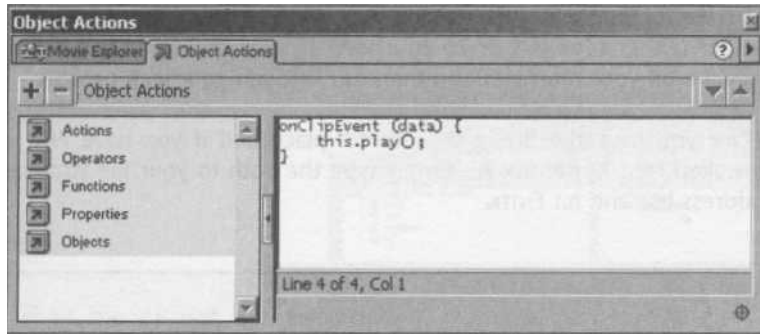 Object Actions
Movie Explorer
Object Actions
?
+ - Object Actions
Actions
Operators
Functions
Properties
Objects
onClipEvent (data) {
this.play();
}
Line 4 of 4, Col 1